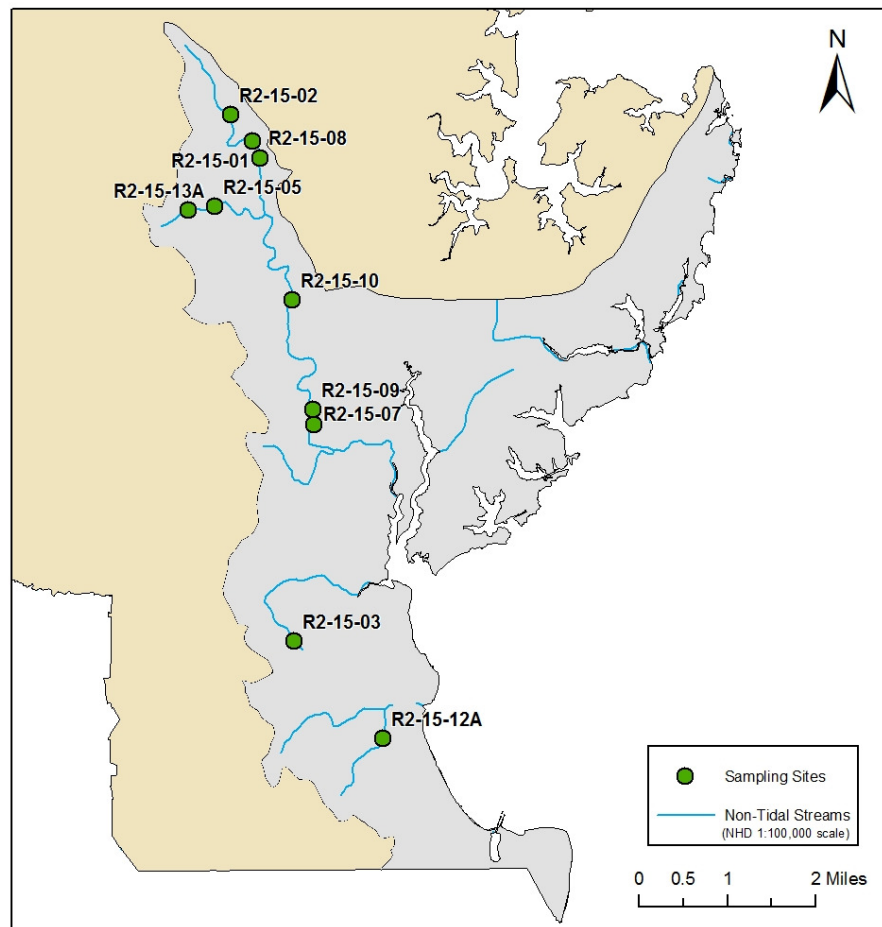 N
R2-15-02
R2-15-08
R2-15-01
R2-15-13A
R2-15-05
R2-15-10
R2-15-09
R2-15-07
R2-15-03
R2-15-12A
Sampling Sites
Non-Tidal Streams
(NHD 1:100,000 scale)
0 0.5 1 2 Miles